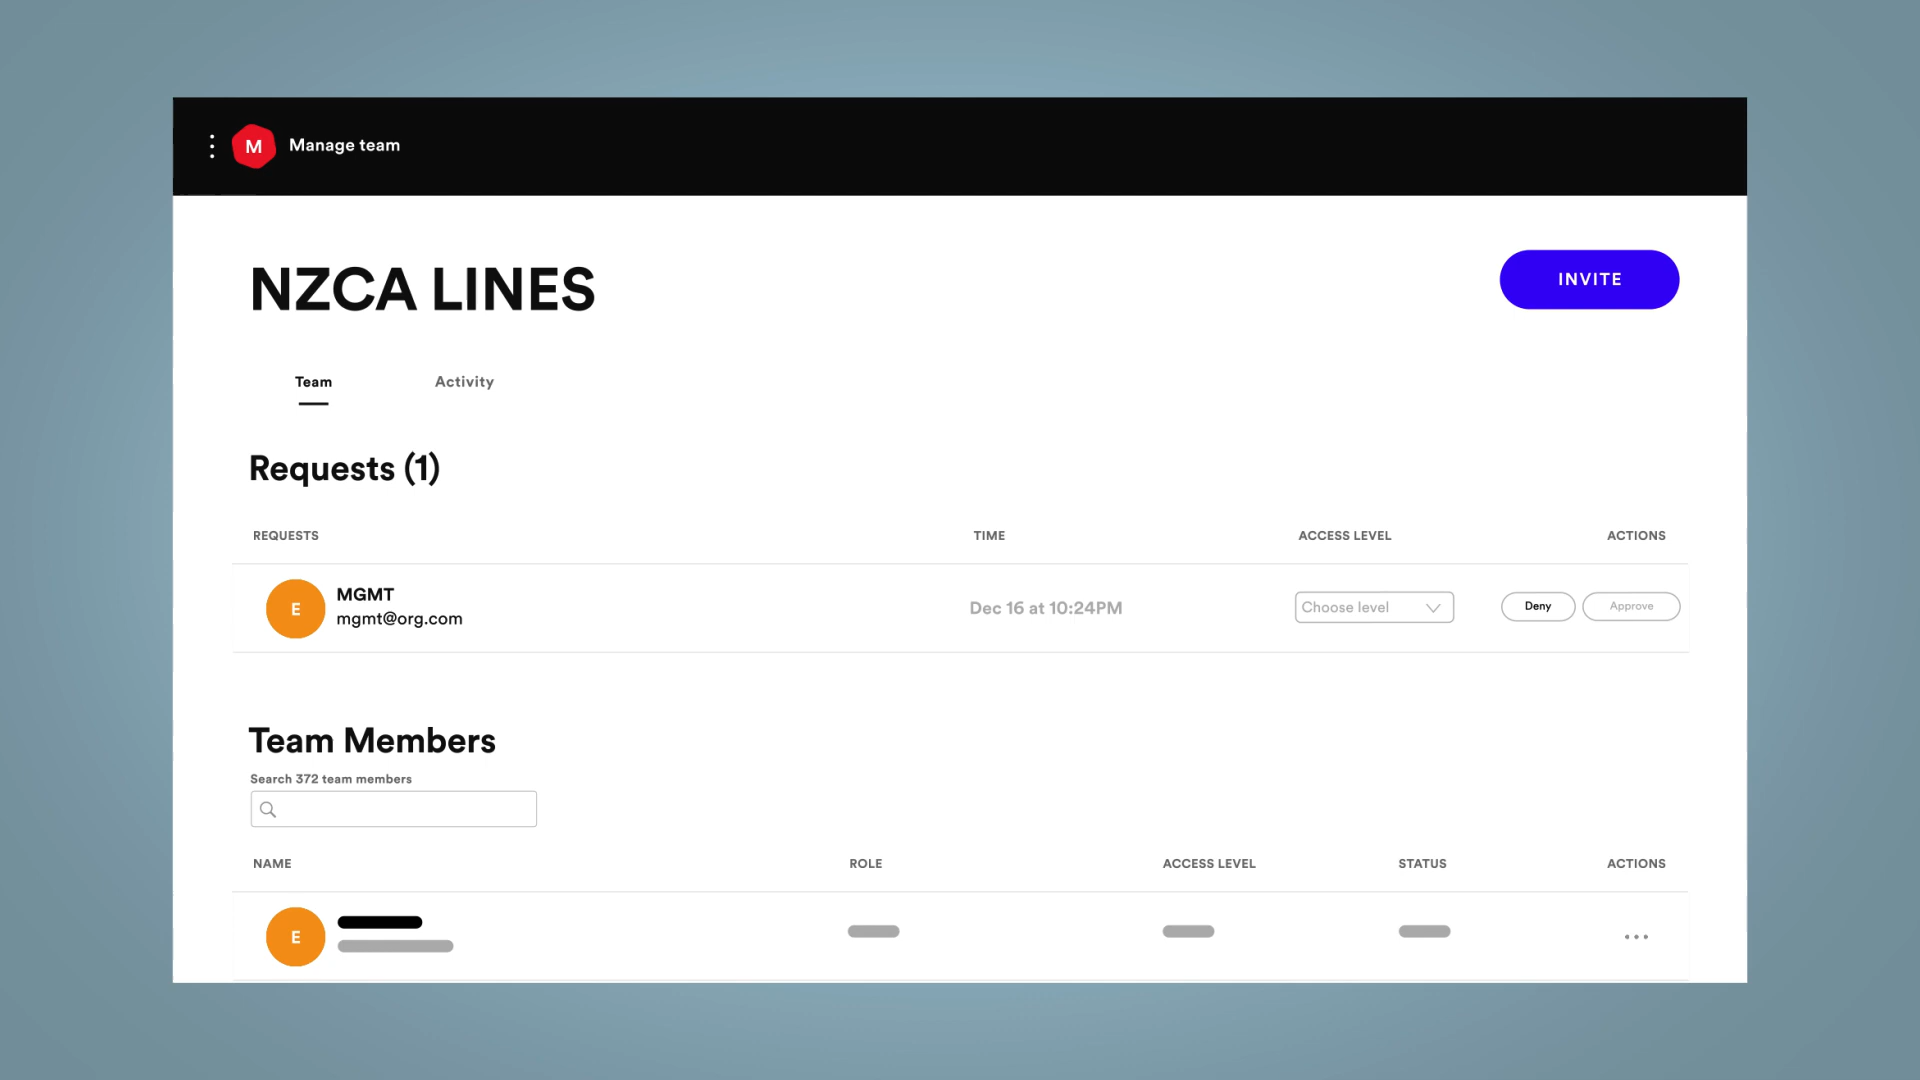 M Manage team
NZCA LINES
INVITE
Team Activity
Requests (1)
REQUESTS TIME ACCESS LEVEL ACTIONS
E MGMT
mgmt@org.com
Dec 16 at 10:24PM Choose level Deny Approve
Team Members
Search 372 team members
NAME ROLE ACCESS LEVEL STATUS ACTIONS
E